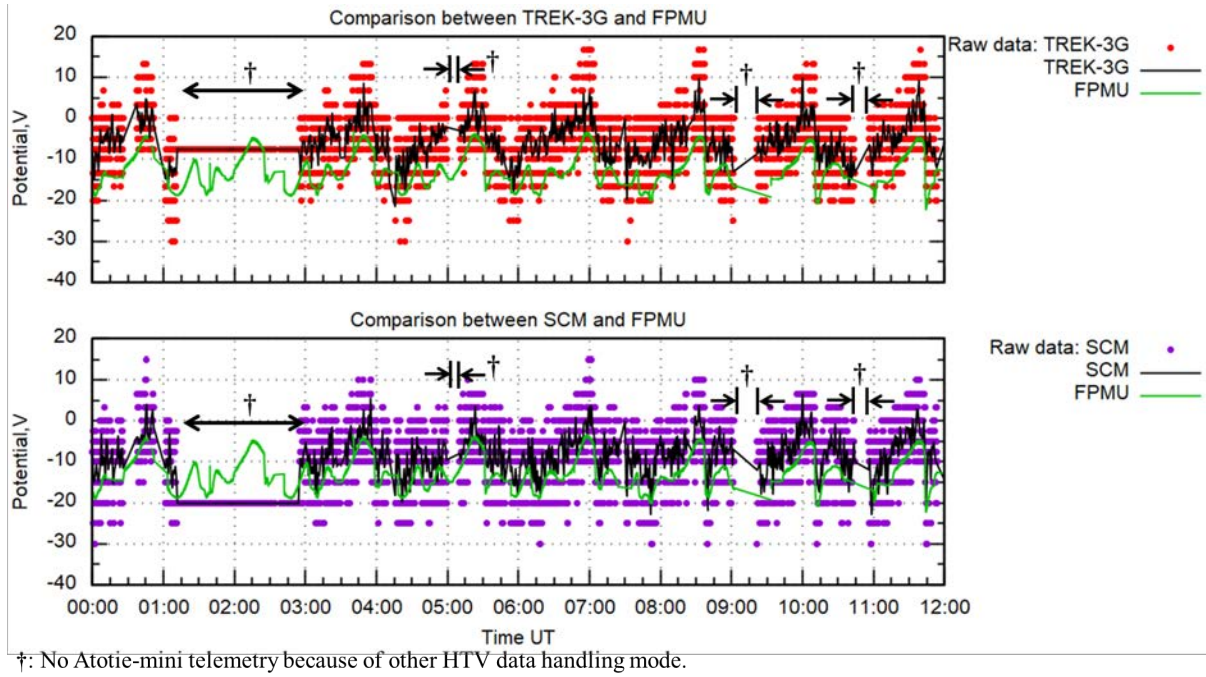 Comparison between TREK-3G and FPMU
20
10
0
-10
-20
-30
-40
Potential,V
†
†
†
†
Raw data: TREK-3G
TREK-3G
FPMU
Comparison between SCM and FPMU
20
10
0
-10
-20
-30
-40
Potential,V
†
†
†
†
Raw data: SCM
SCM
FPMU
00:00 01:00 02:00 03:00 04:00 05:00 06:00 07:00 08:00 09:00 10:00 11:00 12:00
Time UT
†: No Atotie-mini telemetry because of other HTV data handling mode.